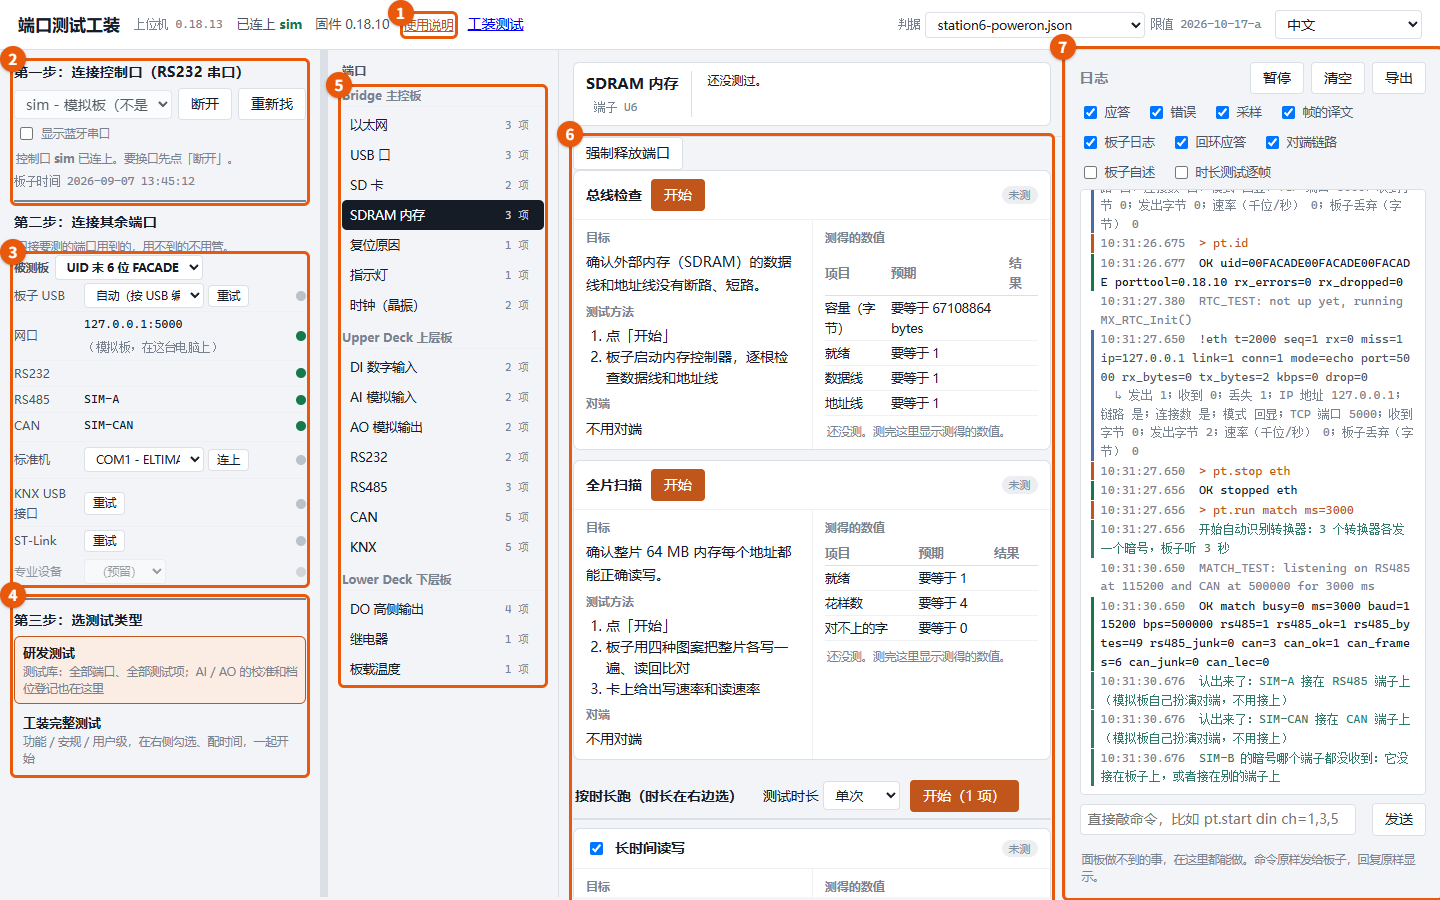 端口测试工装 上位机 0.18.13 已连上 sim 固件 0.18.10 使用说明 工装测试 判据 station6-poweron.json 限值 2026-10-17-a 中文
1
2
第一步：连接控制口（RS232 串口）
sim - 模拟板（不是 断开 重新找
显示蓝牙串口
控制口 sim 已连上。要换口先点「断开」。
板子时间 2026-09-07 13:45:12
第二步：连接其余端口
接要测的端口用到的，用不到的不用管。
3
被测板 UID 末 6 位 FACADE
板子 USB 自动（按 USB 编 重试
网口 127.0.0.1:5000
（模拟板，在这台电脑上）
RS232
RS485 SIM-A
CAN SIM-CAN
标准机 COM1 - ELTIMA 连上
KNX USB 接口 重试
ST-Link 重试
专业设备 （预留）
4
第三步：选测试类型
研发测试
测试库：全部端口、全部测试项；AI / AO 的校准和档
位登记也在这里
工装完整测试
功能 / 安规 / 用户级，在右侧勾选、配时间，一起开
始
端口
5
Bridge 主控板
以太网 3 项
USB 口 3 项
SD 卡 2 项
SDRAM 内存 3 项
复位原因 1 项
指示灯 1 项
时钟（晶振） 2 项
Upper Deck 上层板
DI 数字输入 2 项
AI 模拟输入 2 项
AO 模拟输出 2 项
RS232 2 项
RS485 3 项
CAN 5 项
KNX 5 项
Lower Deck 下层板
DO 高侧输出 4 项
继电器 1 项
板载温度 1 项
SDRAM 内存 还没测过。
端子 U6
6
强制释放端口
总线检查 开始 未测
目标
确认外部内存（SDRAM）的数据
线和地址线没有断路、短路。
测试方法
1. 点「开始」
2. 板子启动内存控制器，逐根检
查数据线和地址线
对端
不用对端
测得的数值
项目 预期 结果
容量（字节） 要等于 67108864 bytes
就绪 要等于 1
数据线 要等于 1
地址线 要等于 1
还没测。测完这里显示测得的数值。
全片扫描 开始 未测
目标
确认整片 64 MB 内存每个地址都
能正确读写。
测试方法
1. 点「开始」
2. 板子用四种图案把整片各写一
遍、读回比对
3. 卡上给出写速率和读速率
对端
不用对端
测得的数值
项目 预期 结果
就绪 要等于 1
花样数 要等于 4
对不上的字 要等于 0
还没测。测完这里显示测得的数值。
按时长跑（时长在右边选） 测试时长 单次 开始（1 项）
长时间读写 未测
目标 测得的数值
7
日志 暂停 清空 导出
应答 错误 采样 帧的译文
板子日志 回环应答 对端链路
板子自述 时长测试逐帧
节 0；发出字节 0；速率（千位/秒） 0；板子丢弃（字
节） 0
10:31:26.675 > pt.id
10:31:26.677 OK uid=00FACADE00FACADE00FACAD
E porttool=0.18.10 rx_errors=0 rx_dropped=0
10:31:27.380 RTC_TEST: not up yet, running
MX_RTC_Init()
10:31:27.650 !eth t=2000 seq=1 rx=0 miss=1
ip=127.0.0.1 link=1 conn=1 mode=echo port=50
00 rx_bytes=0 tx_bytes=2 kbps=0 drop=0
↳ 发出 1；收到 0；丢失 1；IP 地址 127.0.0.1；
链路 是；连接数 是；模式 回显；TCP 端口 5000；收到
字节 0；发出字节 2；速率（千位/秒） 0；板子丢弃（字
节） 0
10:31:27.650 > pt.stop eth
10:31:27.656 OK stopped eth
10:31:27.656 > pt.run match ms=3000
10:31:27.656 开始自动识别转换器：3 个转换器各发
一个暗号，板子听 3 秒
10:31:30.650 MATCH_TEST: listening on RS485
at 115200 and CAN at 500000 for 3000 ms
10:31:30.650 OK match busy=0 ms=3000 baud=1
15200 bps=500000 rs485=1 rs485_ok=1 rs485_by
tes=49 rs485_junk=0 can=3 can_ok=1 can_frame
s=6 can_junk=0 can_lec=0
10:31:30.676 认出来了：SIM-A 接在 RS485 端子上
（模拟板自己扮演对端，不用接上）
10:31:30.676 认出来了：SIM-CAN 接在 CAN 端子上
（模拟板自己扮演对端，不用接上）
10:31:30.676 SIM-B 的暗号哪个端子都没收到：它没
接在板子上，或者接在别的端子上
直接敲命令，比如 pt.start din ch=1,3,5 发送
面板做不到的事，在这里都能做。命令原样发给板子，回复原样显
示。